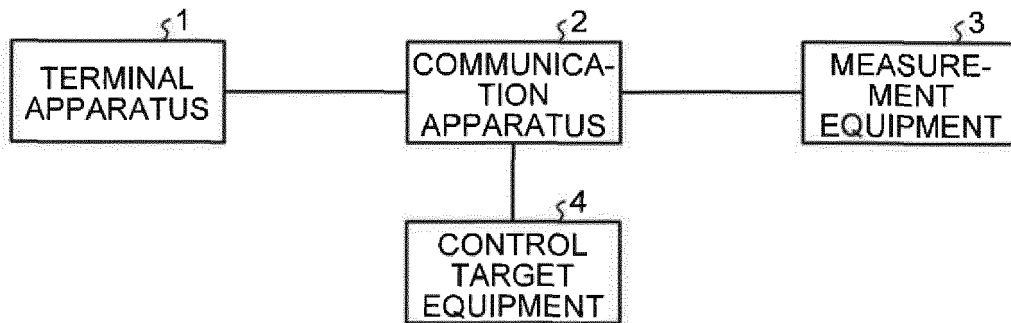 1
TERMINAL
APPARATUS
2
COMMUNICA-
TION
APPARATUS
3
MEASURE-
MENT
EQUIPMENT
4
CONTROL
TARGET
EQUIPMENT